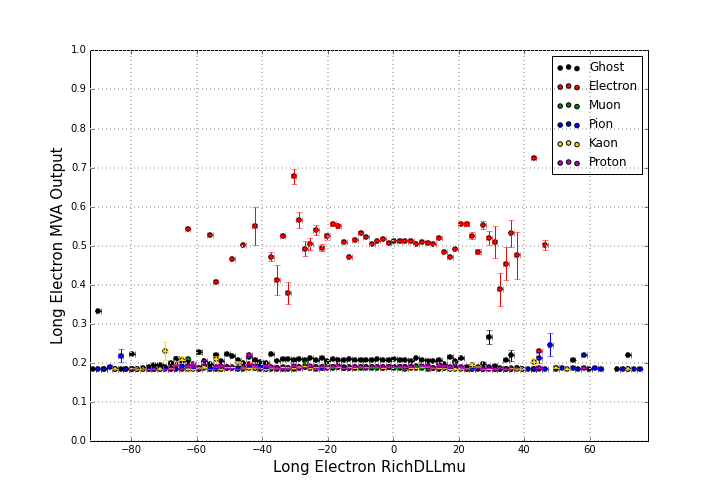 1.0
0.9
0.8
0.7
0.6
0.5
0.4
0.3
0.2
0.1
0.0
Long Electron MVA Output
Ghost
Electron
Muon
Pion
Kaon
Proton
−80 −60 −40 −20 0 20 40 60
Long Electron RichDLLmu